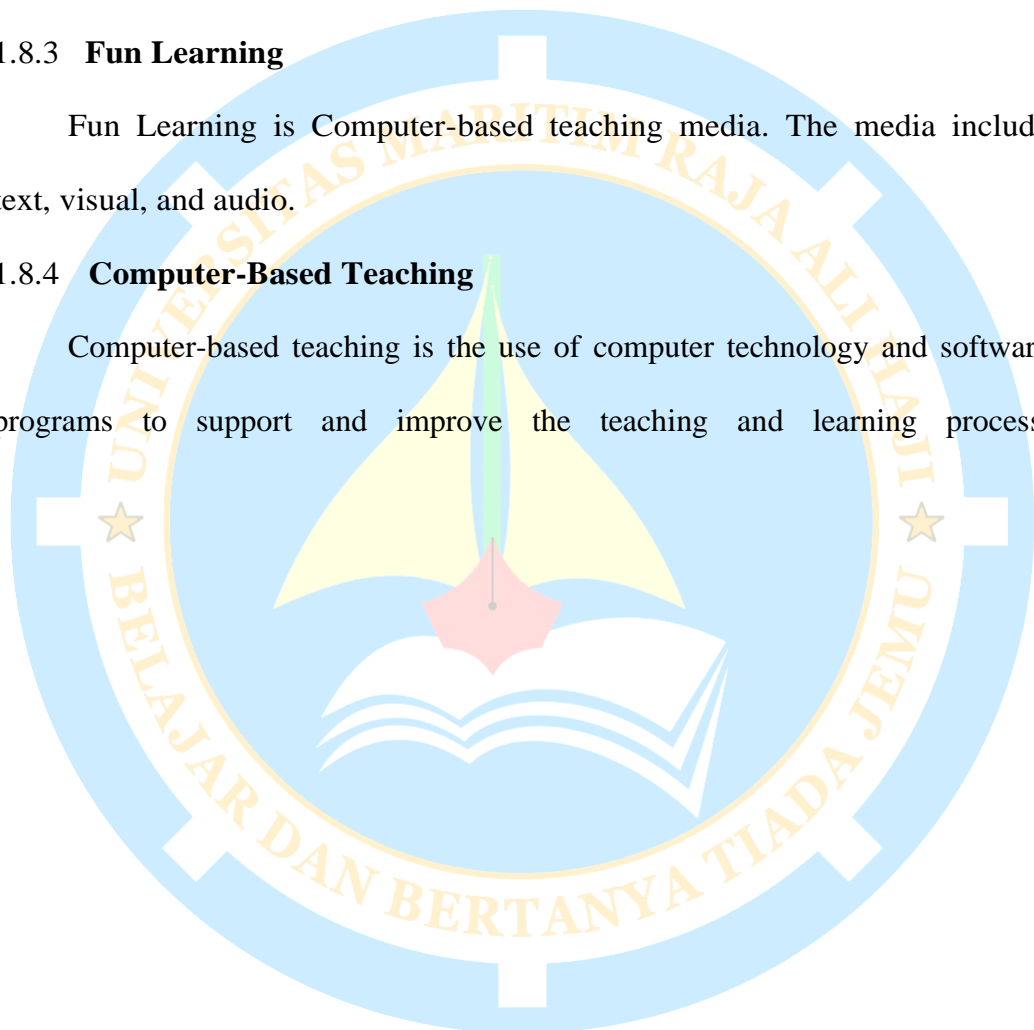 1.8.3 Fun Learning
Fun Learning is Computer-based teaching media. The media includ
text, visual, and audio.
1.8.4 Computer-Based Teaching
Computer-based teaching is the use of computer technology and softwar
programs to support and improve the teaching and learning process
UNIVERSITAS MARITIM RAJA ALI HAJI
BELAJAR DAN BERTANYA TIADA JEMU